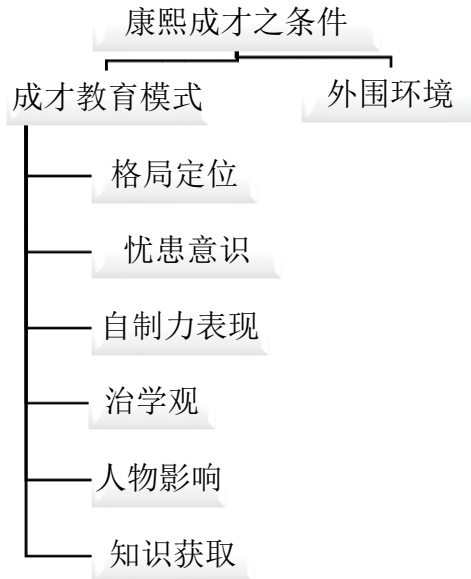 康熙成才之条件
成才教育模式
外围环境
格局定位
忧患意识
自制力表现
治学观
人物影响
知识获取